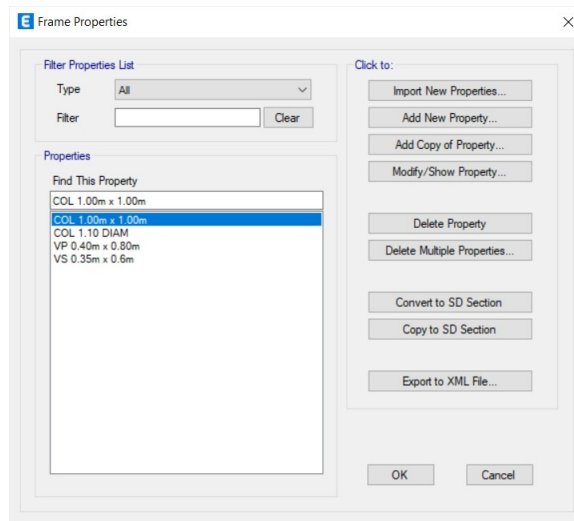 E Frame Properties
Filter Properties List
Type All
Filter Clear
Properties
Find This Property
COL 1.00m x 1.00m
COL 1.00m x 1.00m
COL 1.10 DIAM
VP 0.40m x 0.80m
VS 0.35m x 0.6m
Click to:
Import New Properties...
Add New Property...
Add Copy of Property...
Modify/Show Property...
Delete Property
Delete Multiple Properties...
Convert to SD Section
Copy to SD Section
Export to XML File...
OK Cancel